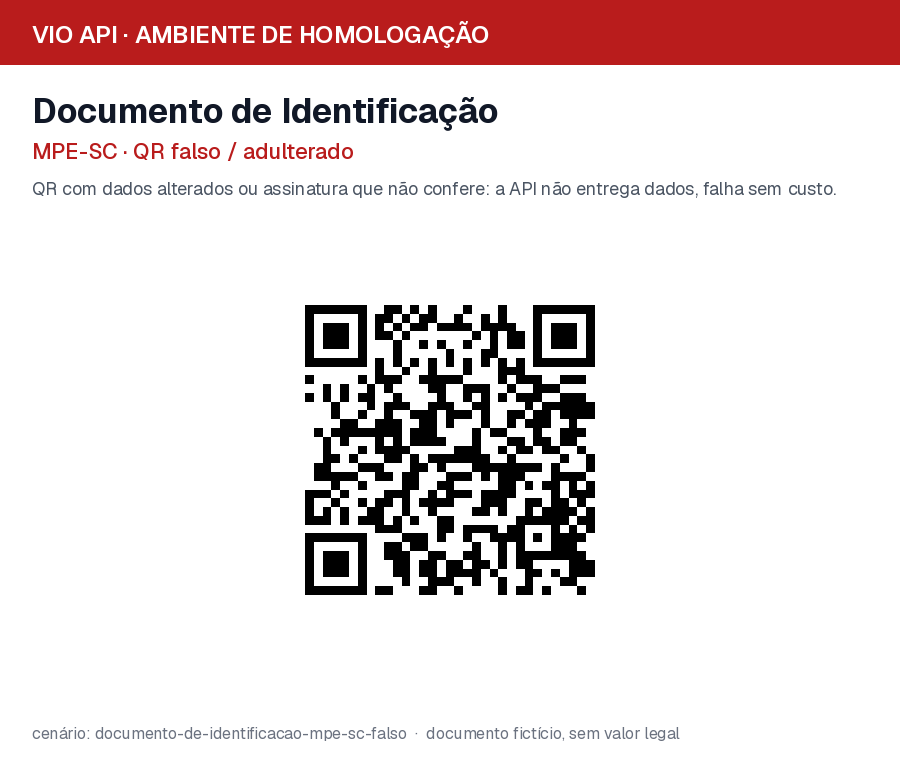 VIO API · AMBIENTE DE HOMOLOGAÇÃO
Documento de Identificação
MPE-SC · QR falso / adulterado
QR com dados alterados ou assinatura que não confere: a API não entrega dados, falha sem custo.
cenário: documento-de-identificacao-mpe-sc-falso · documento fictício, sem valor legal